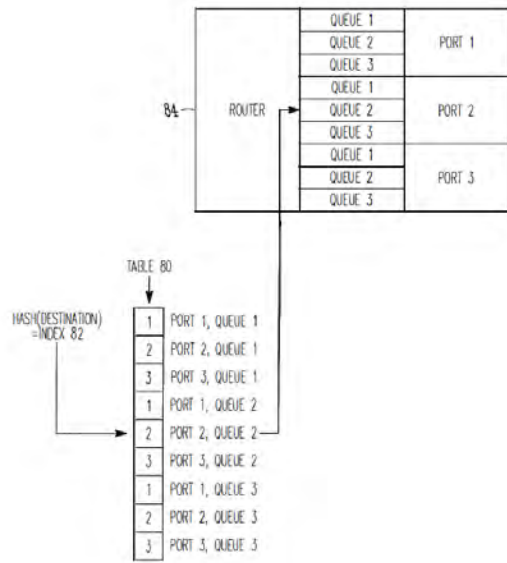 QUEUE 1
QUEUE 2
QUEUE 3
PORT 1
QUEUE 1
84
ROUTER
QUEUE 2
PORT 2
QUEUE 3
QUEUE 1
QUEUE 2
PORT 3
QUEUE 3
TABLE 80
HASH(DESTINATION)
=INDEX 82
1 PORT 1, QUEUE 1
2 PORT 2, QUEUE 1
3 PORT 3, QUEUE 1
1 PORT 1, QUEUE 2
2 PORT 2, QUEUE 2
3 PORT 3, QUEUE 2
1 PORT 1, QUEUE 3
2 PORT 2, QUEUE 3
3 PORT 3, QUEUE 3